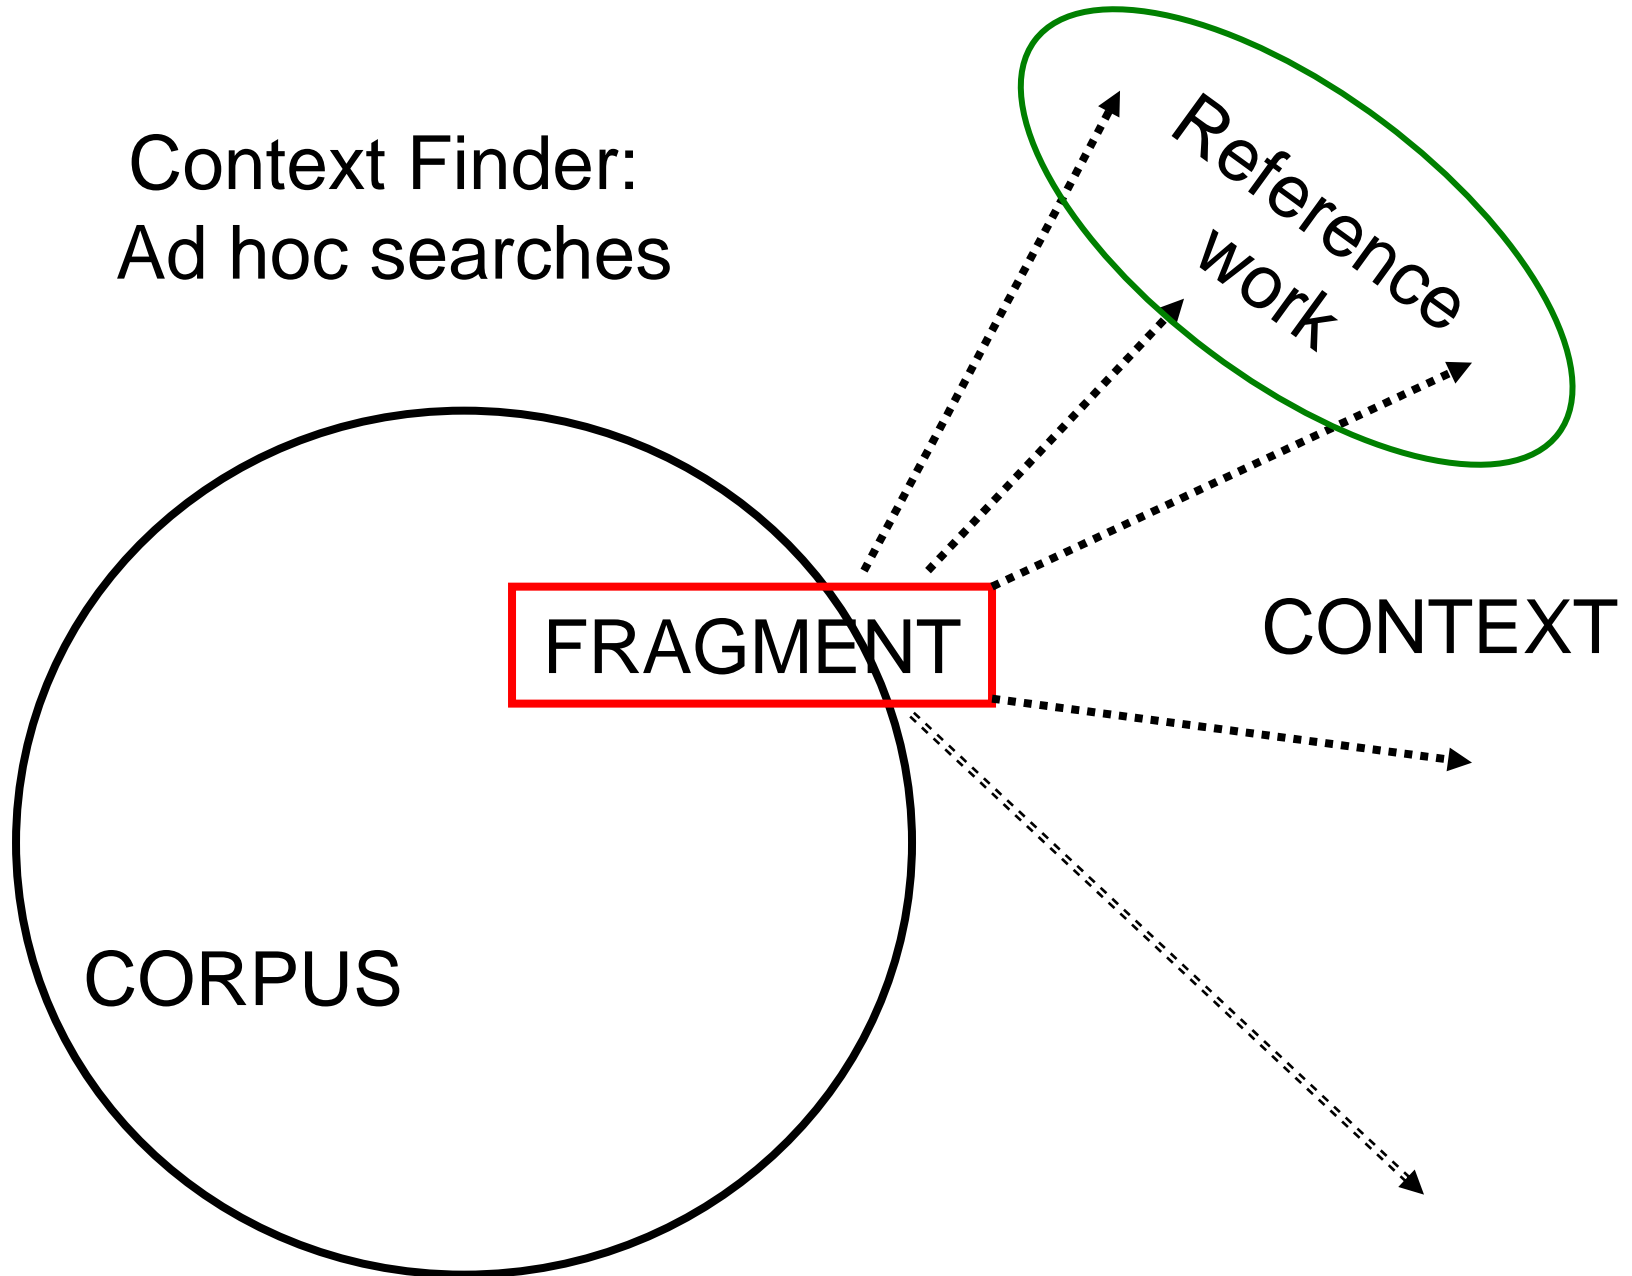 Context Finder:
Ad hoc searches
Reference
work
FRAGMENT
CONTEXT
CORPUS